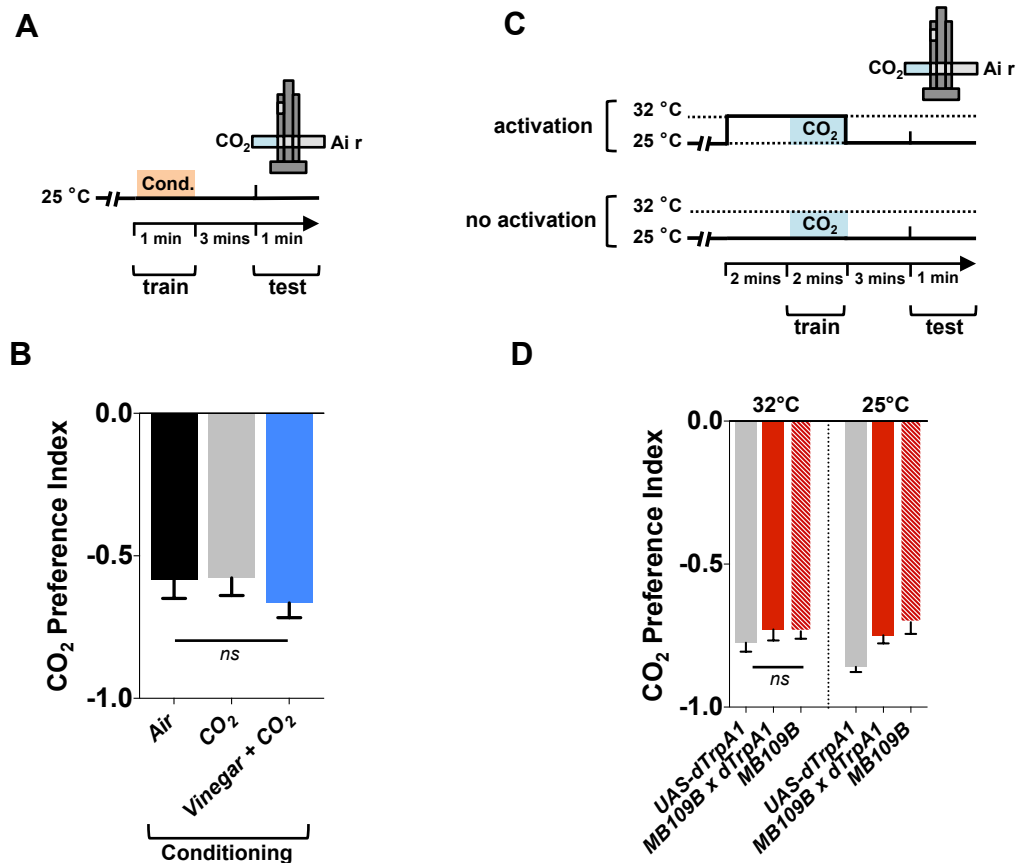 A
CO2
Ai r
25 °C
Cond.
1 min
3 mins
1 min
train
test
B
CO2 Preference Index
0.0
-0.5
-1.0
ns
Air
CO2
Vinegar + CO2
Conditioning
C
CO2
Ai r
activation
32 °C
25 °C
CO2
no activation
32 °C
25 °C
CO2
2 mins
2 mins
3 mins
1 min
train
test
D
CO2 Preference Index
32°C
25°C
0.0
-0.5
-1.0
ns
UAS-dTrpA1
MB109B x dTrpA1
MB109B
UAS-dTrpA1
MB109B x dTrpA1
MB109B